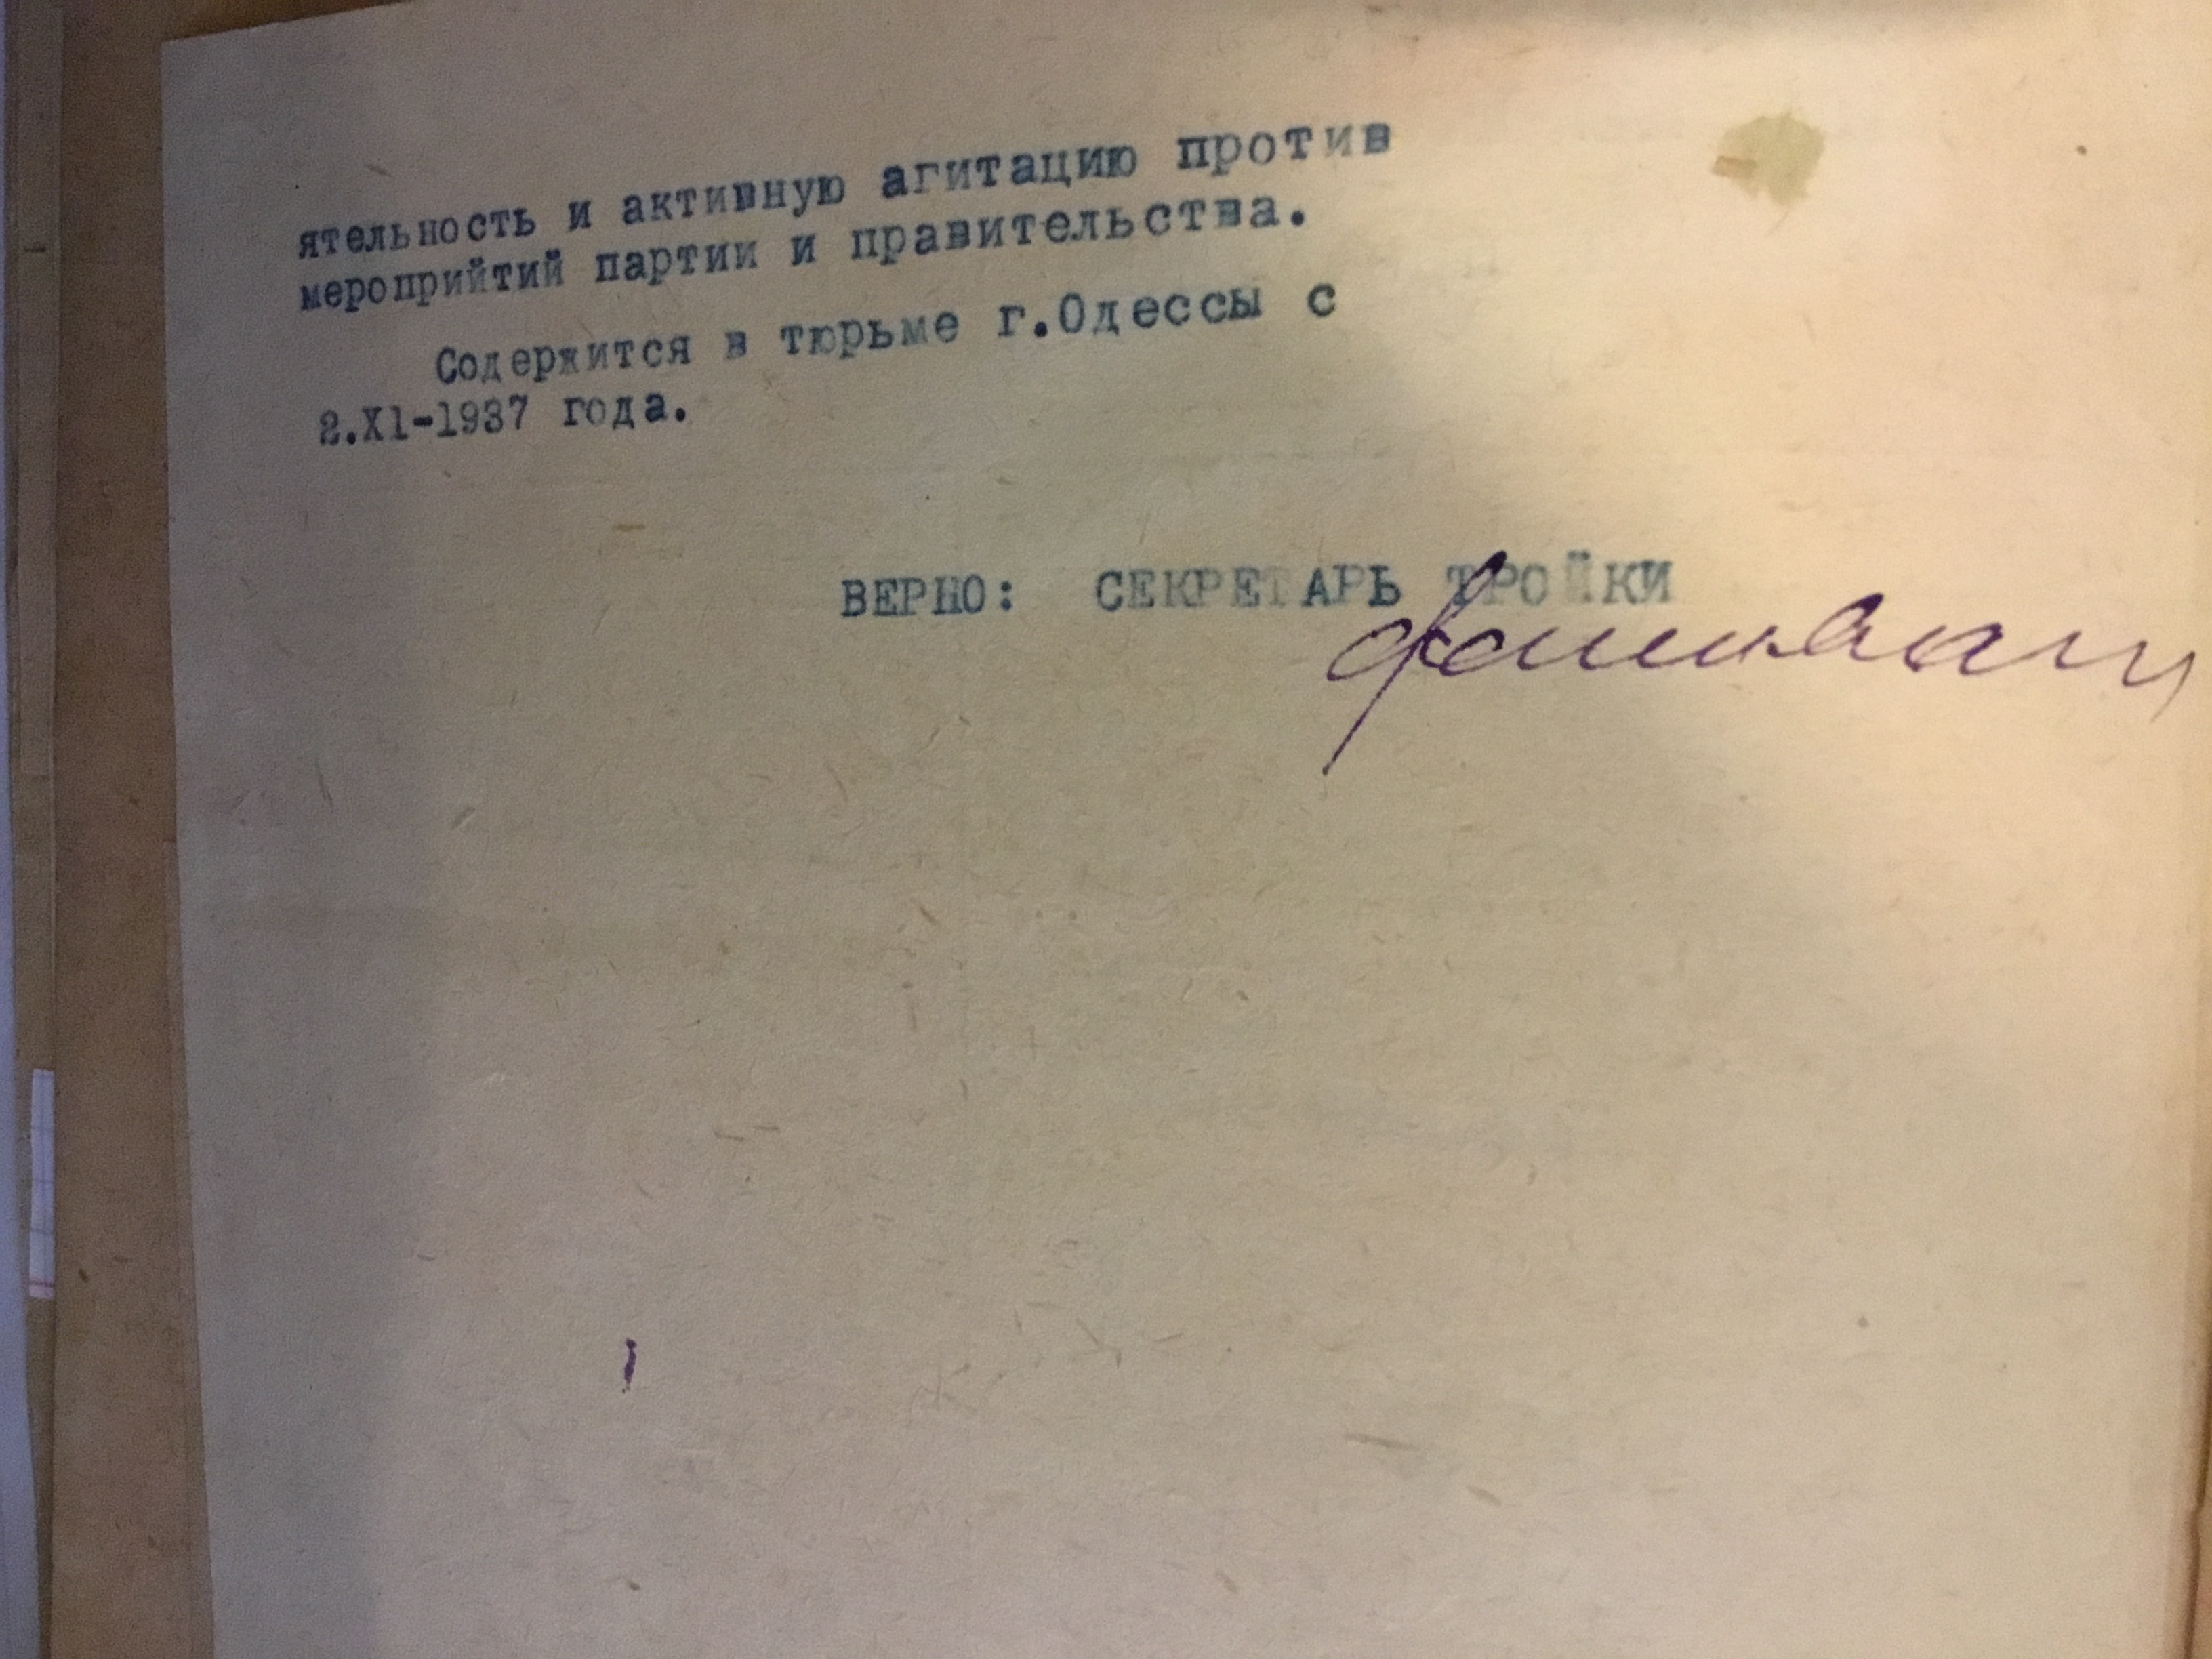 ятельность и активную агитацию против
мероприйтий партии и правительства.
Содержится в тюрьме г.Одессы с
2.XI-1937 года.
ВЕРНО: СЕКРЕТАРЬ ТРОЙКИ